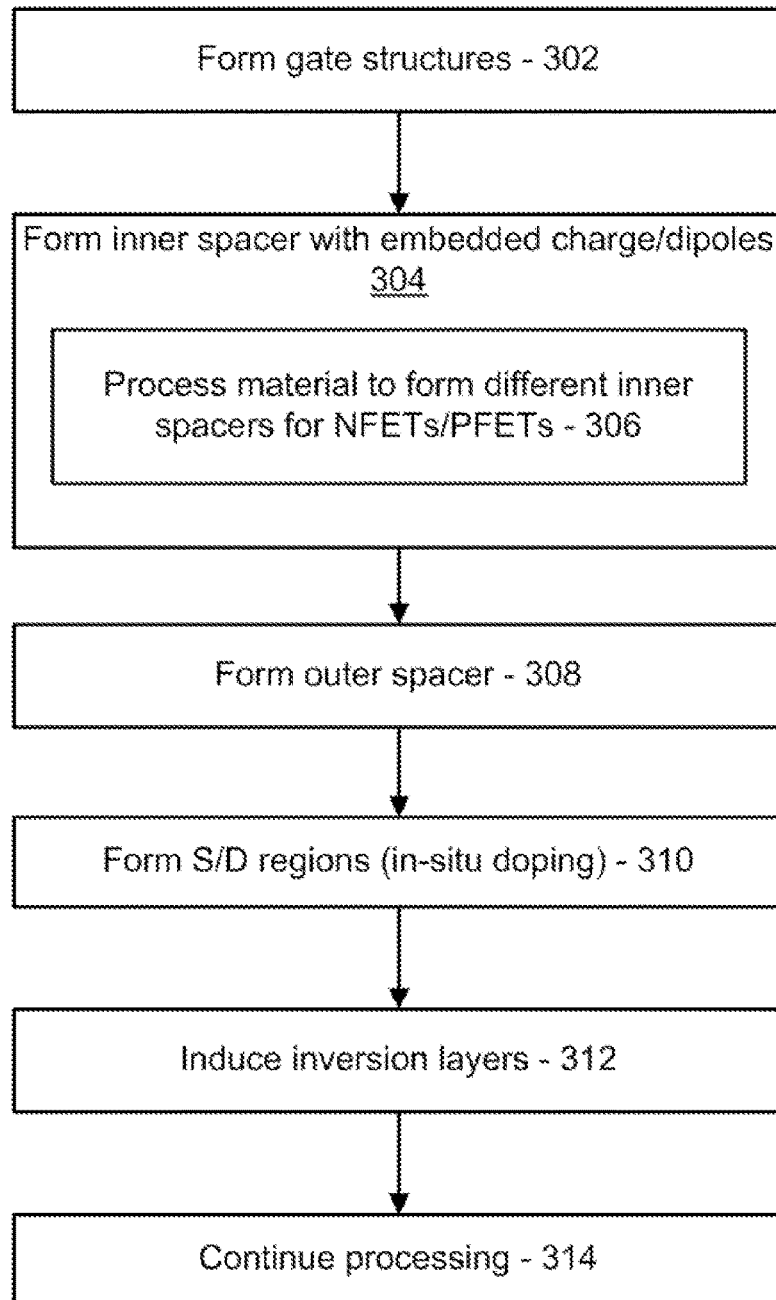 Form gate structures - 302
Form inner spacer with embedded charge/dipoles
304
Process material to form different inner
spacers for NFETs/PFETs - 306
Form outer spacer - 308
Form S/D regions (in-situ doping) - 310
Induce inversion layers - 312
Continue processing - 314